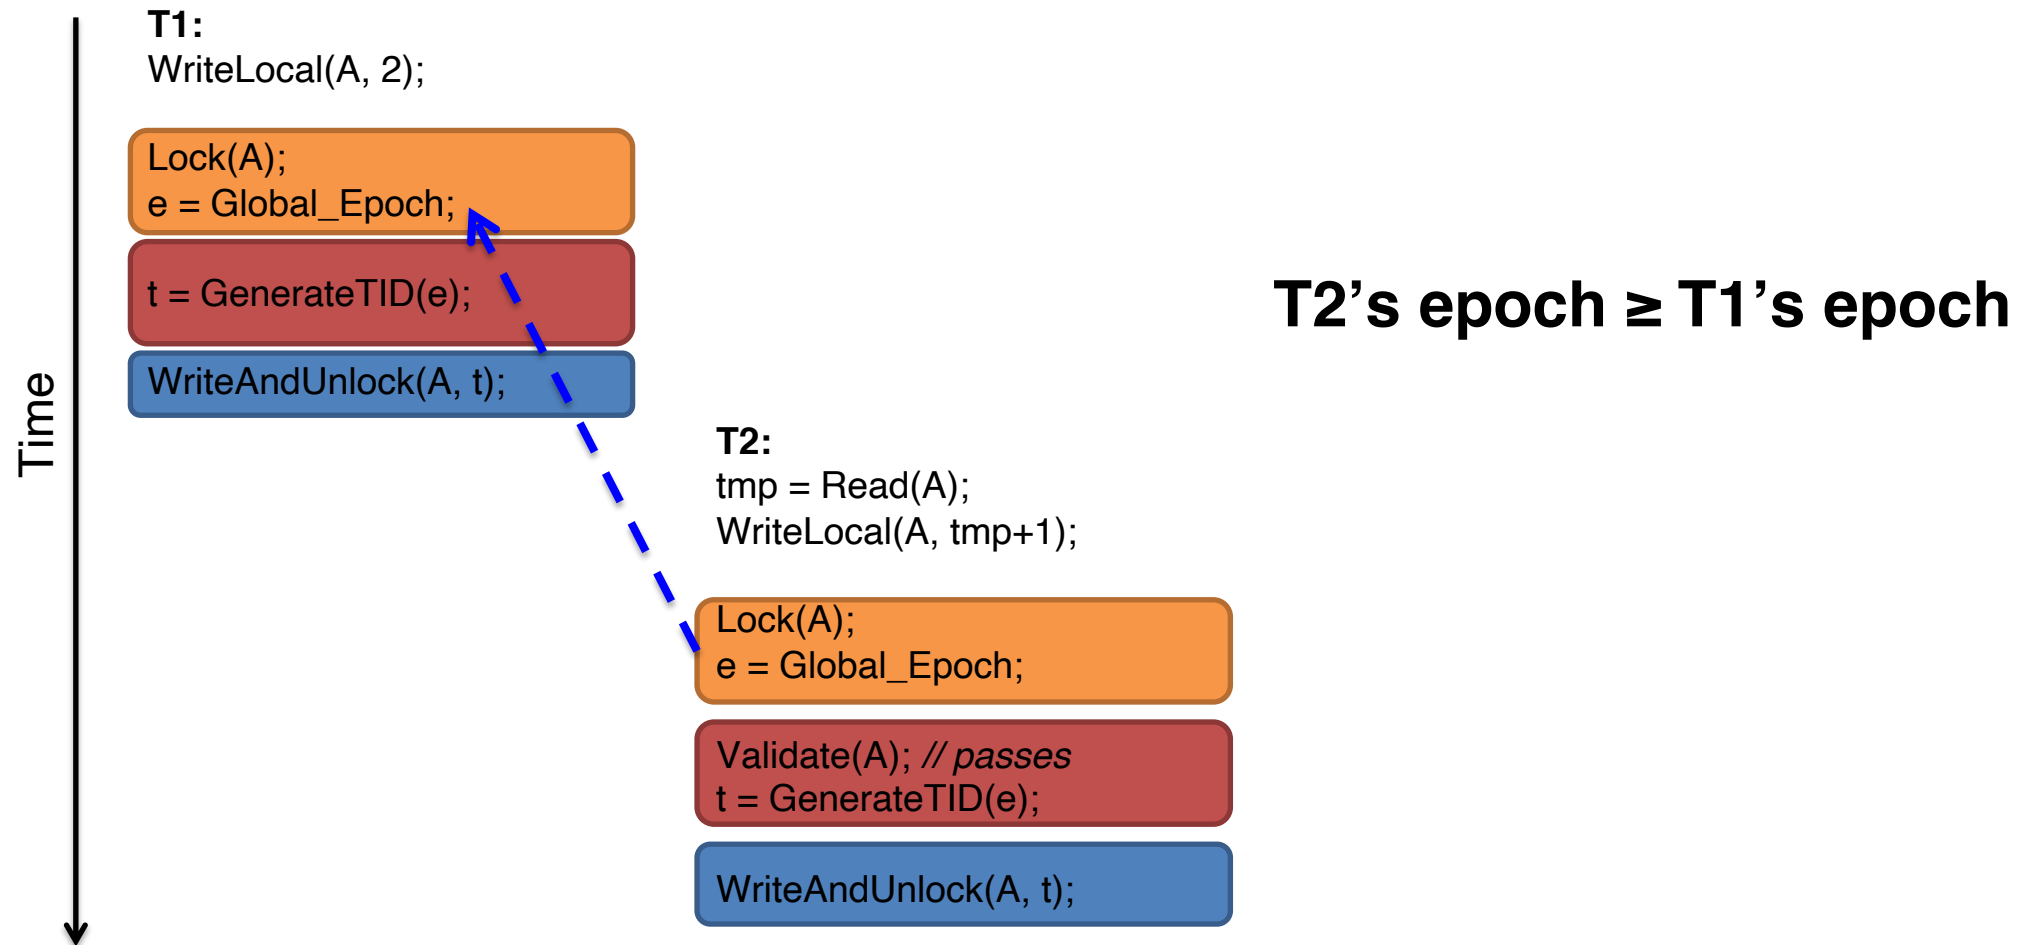 T1:
WriteLocal(A, 2);
Lock(A);
e = Global_Epoch;
t = GenerateTID(e);
WriteAndUnlock(A, t);
T2's epoch ≥ T1's epoch
Time
T2:
tmp = Read(A);
WriteLocal(A, tmp+1);
Lock(A);
e = Global_Epoch;
Validate(A); // passes
t = GenerateTID(e);
WriteAndUnlock(A, t);